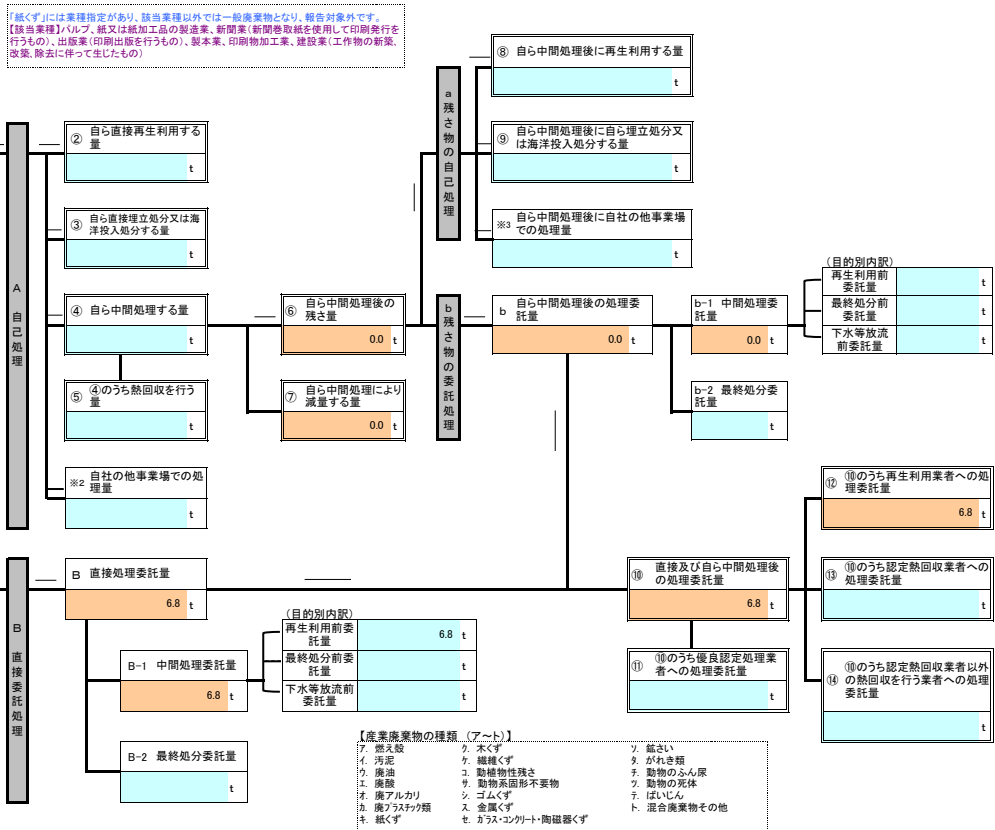 「紙くず」には業種指定があり、該当業種以外では一般廃棄物となり、報告対象外です。
【該当業種】パルプ、紙又は紙加工品の製造業、新聞業(新聞巻取紙を使用して印刷発行を
行うもの)、出版業(印刷出版を行うもの)、製本業、印刷物加工業、建設業(工作物の新築、
改築、除去に伴って生じたもの)
A 自己処理
② 自ら直接再生利用する
量
t
③ 自ら直接埋立処分又は海
洋投入処分する量
t
④ 自ら中間処理する量
t
⑤ ④のうち熱回収を行う
量
t
※2 自社の他事業場での処
理量
t
⑥ 自ら中間処理後の
残さ量
0.0 t
⑦ 自ら中間処理により
減量する量
0.0 t
a 残さ物の自己処理
⑧ 自ら中間処理後に再生利用する量
t
⑨ 自ら中間処理後に自ら埋立処分又
は海洋投入処分する量
t
※3 自ら中間処理後に自社の他事業場
での処理量
t
b 残さ物の委託処理
b 自ら中間処理後の処理委
託量
0.0 t
b-1 中間処理委
託量
0.0 t
b-2 最終処分委
託量
t
(目的別内訳)
再生利用前
委託量 t
最終処分前
委託量 t
下水等放流
前委託量 t
B 直接委託処理
B 直接処理委託量
6.8 t
B-1 中間処理委託量
6.8 t
B-2 最終処分委託量
t
(目的別内訳)
再生利用前委
託量 6.8 t
最終処分前委
託量 t
下水等放流前
委託量 t
⑩ 直接及び自ら中間処理後
の処理委託量
6.8 t
⑪ ⑩のうち優良認定処理業
者への処理委託量
t
⑫ ⑩のうち再生利用業者への処
理委託量
6.8 t
⑬ ⑩のうち認定熱回収業者への
処理委託量
t
⑭ ⑩のうち認定熱回収業者以外
の熱回収を行う業者への処理
委託量
t
【産業廃棄物の種類 (ア~ト)】
ア. 燃え殻 ク. 木くず ソ. 鉱さい
イ. 汚泥 ケ. 繊維くず タ. がれき類
ウ. 廃油 コ. 動植物性残さ チ. 動物のふん尿
エ. 廃酸 サ. 動物系固形不要物 ツ. 動物の死体
オ. 廃アルカリ シ. ゴムくず テ. ばいじん
カ. 廃プラスチック類 ス. 金属くず ト. 混合廃棄物その他
キ. 紙くず セ. ガラス・コンクリート・陶磁器くず